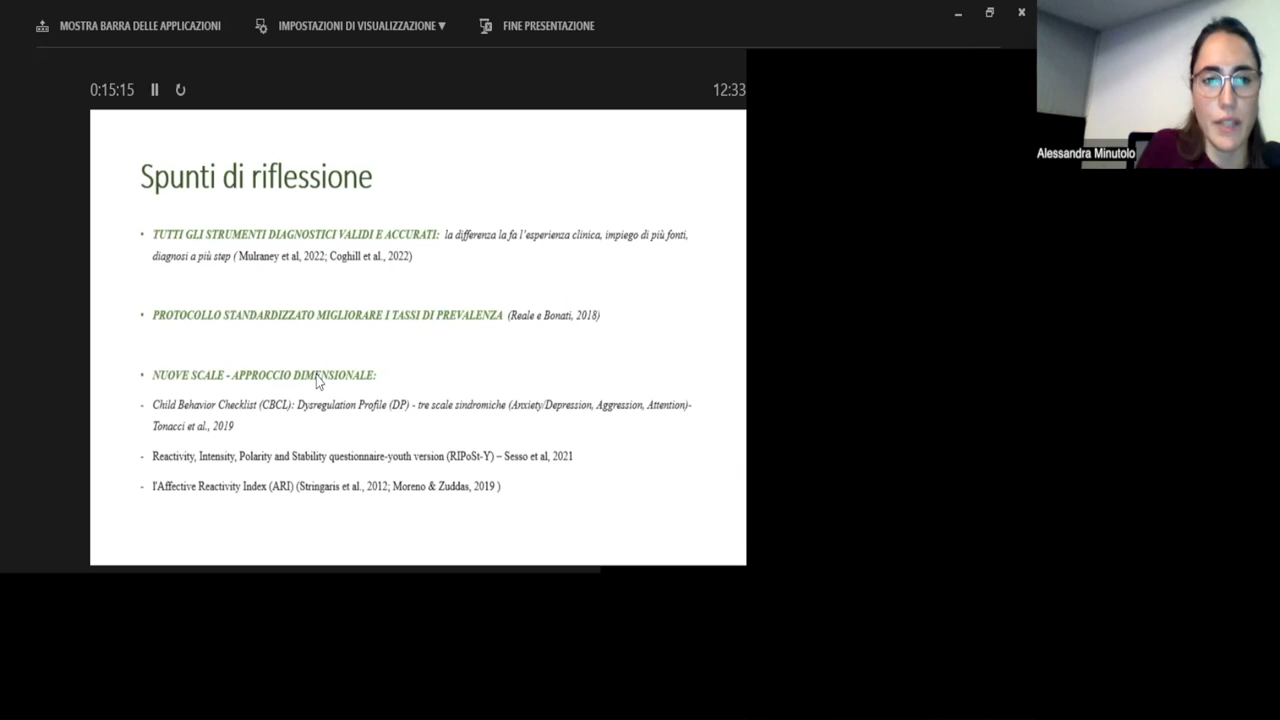 MOSTRA BARRA DELLE APPLICAZIONI IMPOSTAZIONI DI VISUALIZZAZIONE ▼ FINE PRESENTAZIONE
0:15:15 12:33
Alessandra Minutolo
Spunti di riflessione
• TUTTI GLI STRUMENTI DIAGNOSTICI VALIDI E ACCURATI: la differenza la fa l'esperienza clinica, impiego di più fonti,
diagnosi a più step ( Mulraney et al, 2022; Coghill et al., 2022)
• PROTOCOLLO STANDARDIZZATO MIGLIORARE I TASSI DI PREVALENZA (Reale e Bonati, 2018)
• NUOVE SCALE - APPROCCIO DIMENSIONALE:
- Child Behavior Checklist (CBCL): Dysregulation Profile (DP) - tre scale sindromiche (Anxiety/Depression, Aggression, Attention)-
Tonacci et al., 2019
- Reactivity, Intensity, Polarity and Stability questionnaire-youth version (RIPoSt-Y) – Sesso et al, 2021
- l'Affective Reactivity Index (ARI) (Stringaris et al., 2012; Moreno & Zuddas, 2019 )